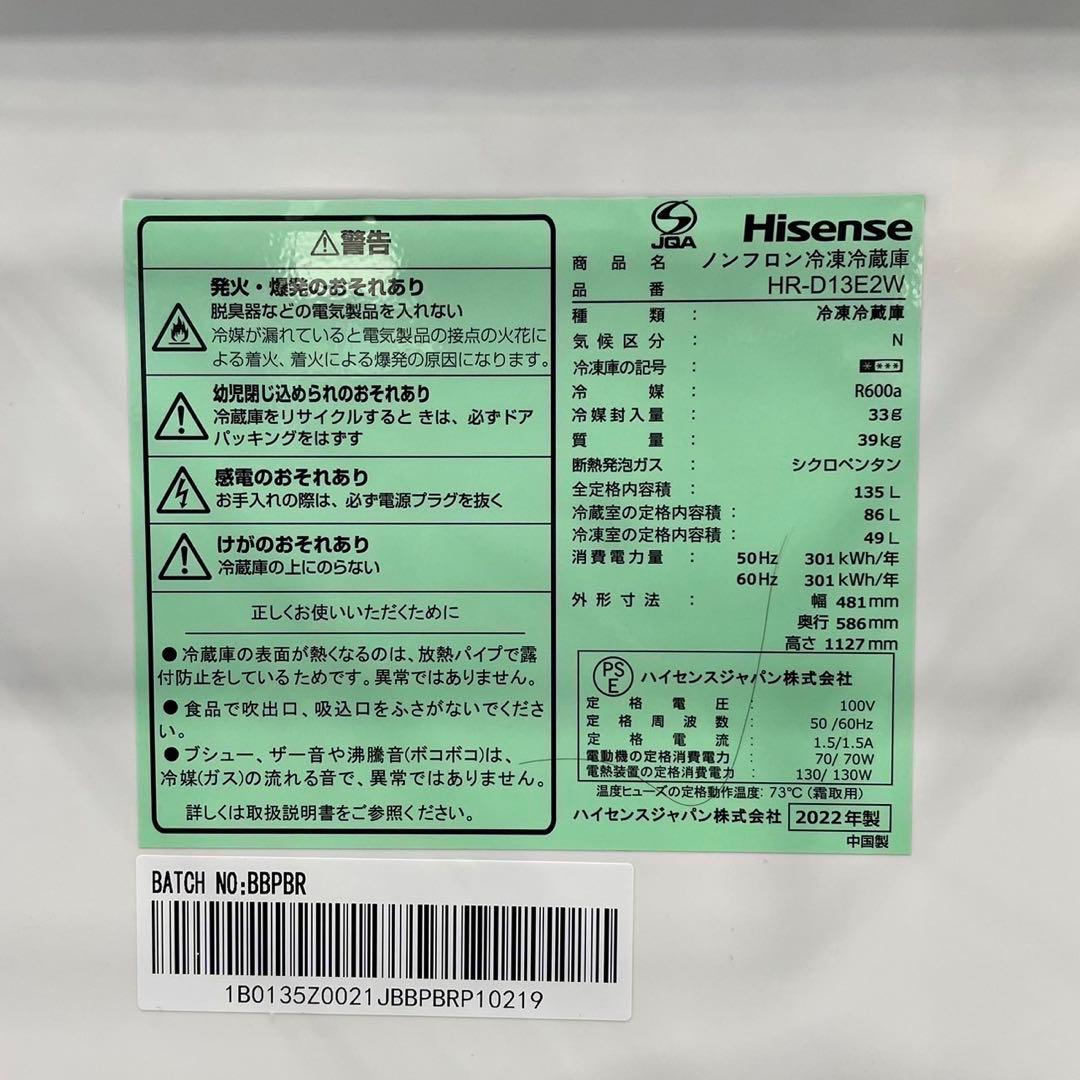 警告
発火・爆発のおそれあり
脱臭器などの電気製品を入れない
冷媒が漏れていると電気製品の接点の火花に
よる着火、着火による爆発の原因になります。
幼児閉じ込められのおそれあり
冷蔵庫をリサイクルすると きは、必ずドア
パッキングをはずす
感電のおそれあり
お手入れの際は、必ず電源プラグを抜く
けがのおそれあり
冷蔵庫の上にのらない
正しくお使いいただくために
● 冷蔵庫の表面が熱くなるのは、放熱パイプで露
付防止をしている ためです。異常ではありません。
● 食品で吹出口、吸込口をふさがないでくださ
い。
● ブシュー、ザー音や沸騰音(ボコボコ)は、
冷媒(ガス)の流れる音で、異常ではありません。
詳しくは取扱説明書をご参照ください。
JQA Hisense
商品名 ノンフロン冷凍冷蔵庫
品番 HR-D13E2W
種類 : 冷凍冷蔵庫
気候区分 : N
冷凍庫の記号 : ****
冷媒 : R600a
冷媒封入量 : 33g
質量 : 39kg
断熱発泡ガス : シクロペンタン
全定格内容積 : 135 L
冷蔵室の定格内容積 : 86 L
冷凍室の定格内容積 : 49 L
消費電力量 : 50Hz 301 kWh/年
60Hz 301 kWh/年
外形寸法 : 幅 481mm
奥行 586mm
高さ 1127mm
PSE ハイセンスジャパン株式会社
定格電圧 : 100V
定格周波数 : 50 /60Hz
定格電流 : 1.5/1.5A
電動機の定格消費電力 : 70/ 70W
電熱装置の定格消費電力 : 130/ 130W
温度ヒューズの定格動作温度: 73℃ (霜取用)
ハイセンスジャパン株式会社 2022年製
中国製
BATCH NO:BBPBR
1B0135Z0021JBBPBRP10219